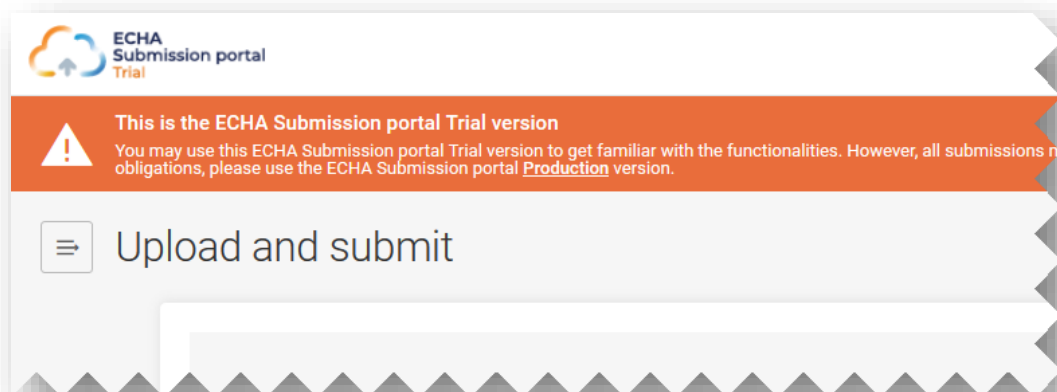 ECHA
Submission portal
Trial
This is the ECHA Submission portal Trial version
You may use this ECHA Submission portal Trial version to get familiar with the functionalities. However, all submissions
obligations, please use the ECHA Submission portal Production version.
Upload and submit